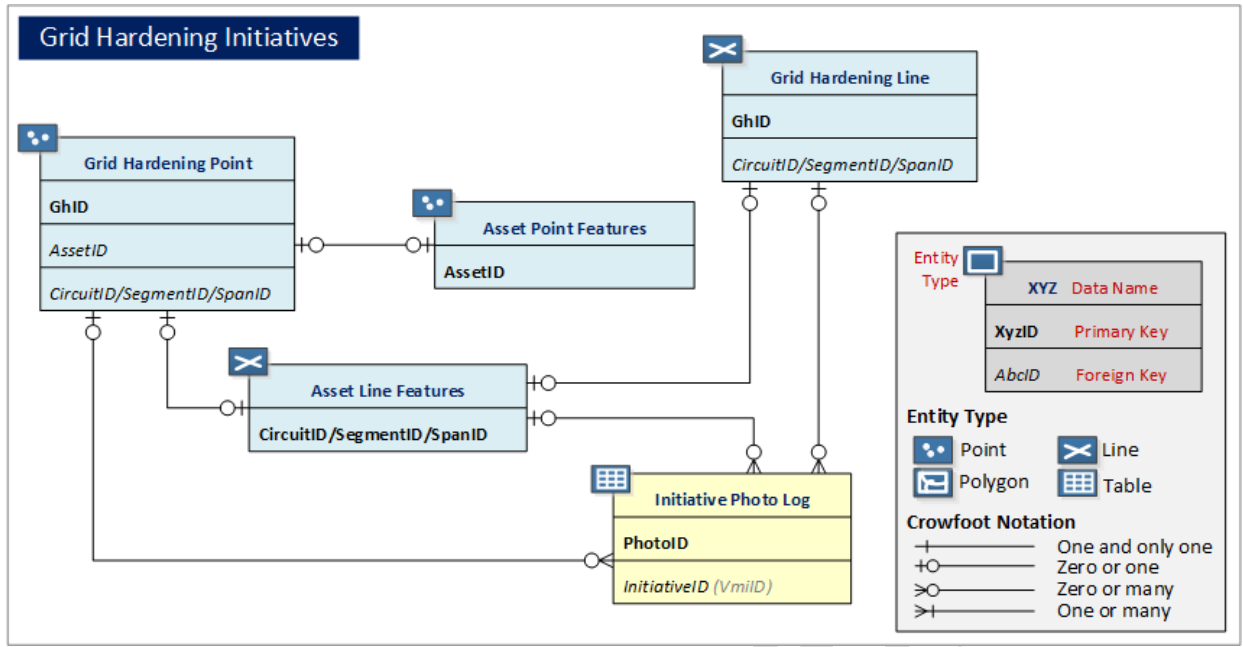 Grid Hardening Initiatives
Grid Hardening Line
GhID
CircuitID/SegmentID/SpanID
Grid Hardening Point
GhID
AssetID
CircuitID/SegmentID/SpanID
Asset Point Features
AssetID
Asset Line Features
CircuitID/SegmentID/SpanID
Initiative Photo Log
PhotoID
InitiativeID (VmiID)
Entity Type
XYZ Data Name
XyzID Primary Key
AbcID Foreign Key
Entity Type
Point Line
Polygon Table
Crowfoot Notation
One and only one
Zero or one
Zero or many
One or many